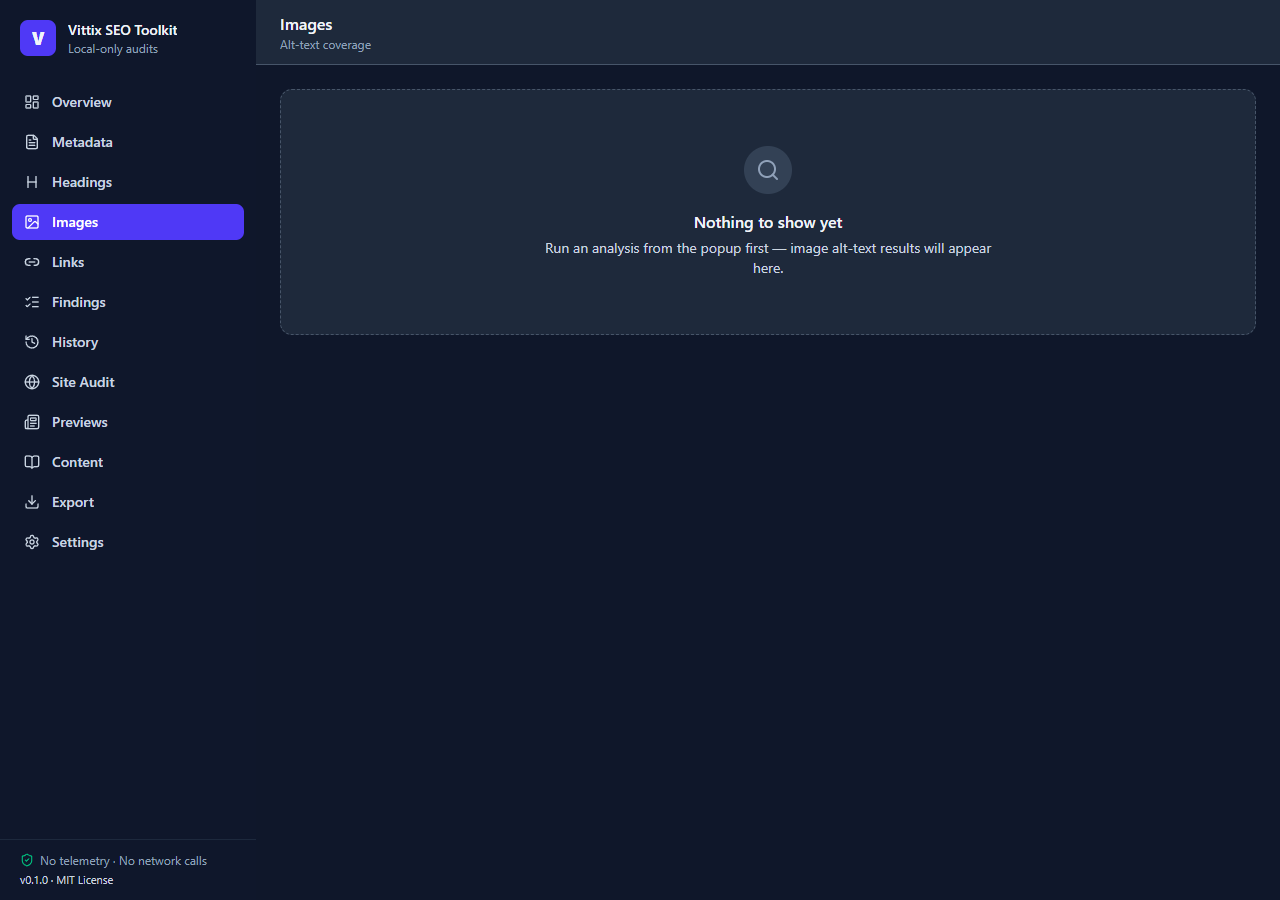 V
Vittix SEO Toolkit
Local-only audits
Overview
Metadata
Headings
Images
Links
Findings
History
Site Audit
Previews
Content
Export
Settings
No telemetry · No network calls
v0.1.0 · MIT License
Images
Alt-text coverage
Nothing to show yet
Run an analysis from the popup first — image alt-text results will appear
here.